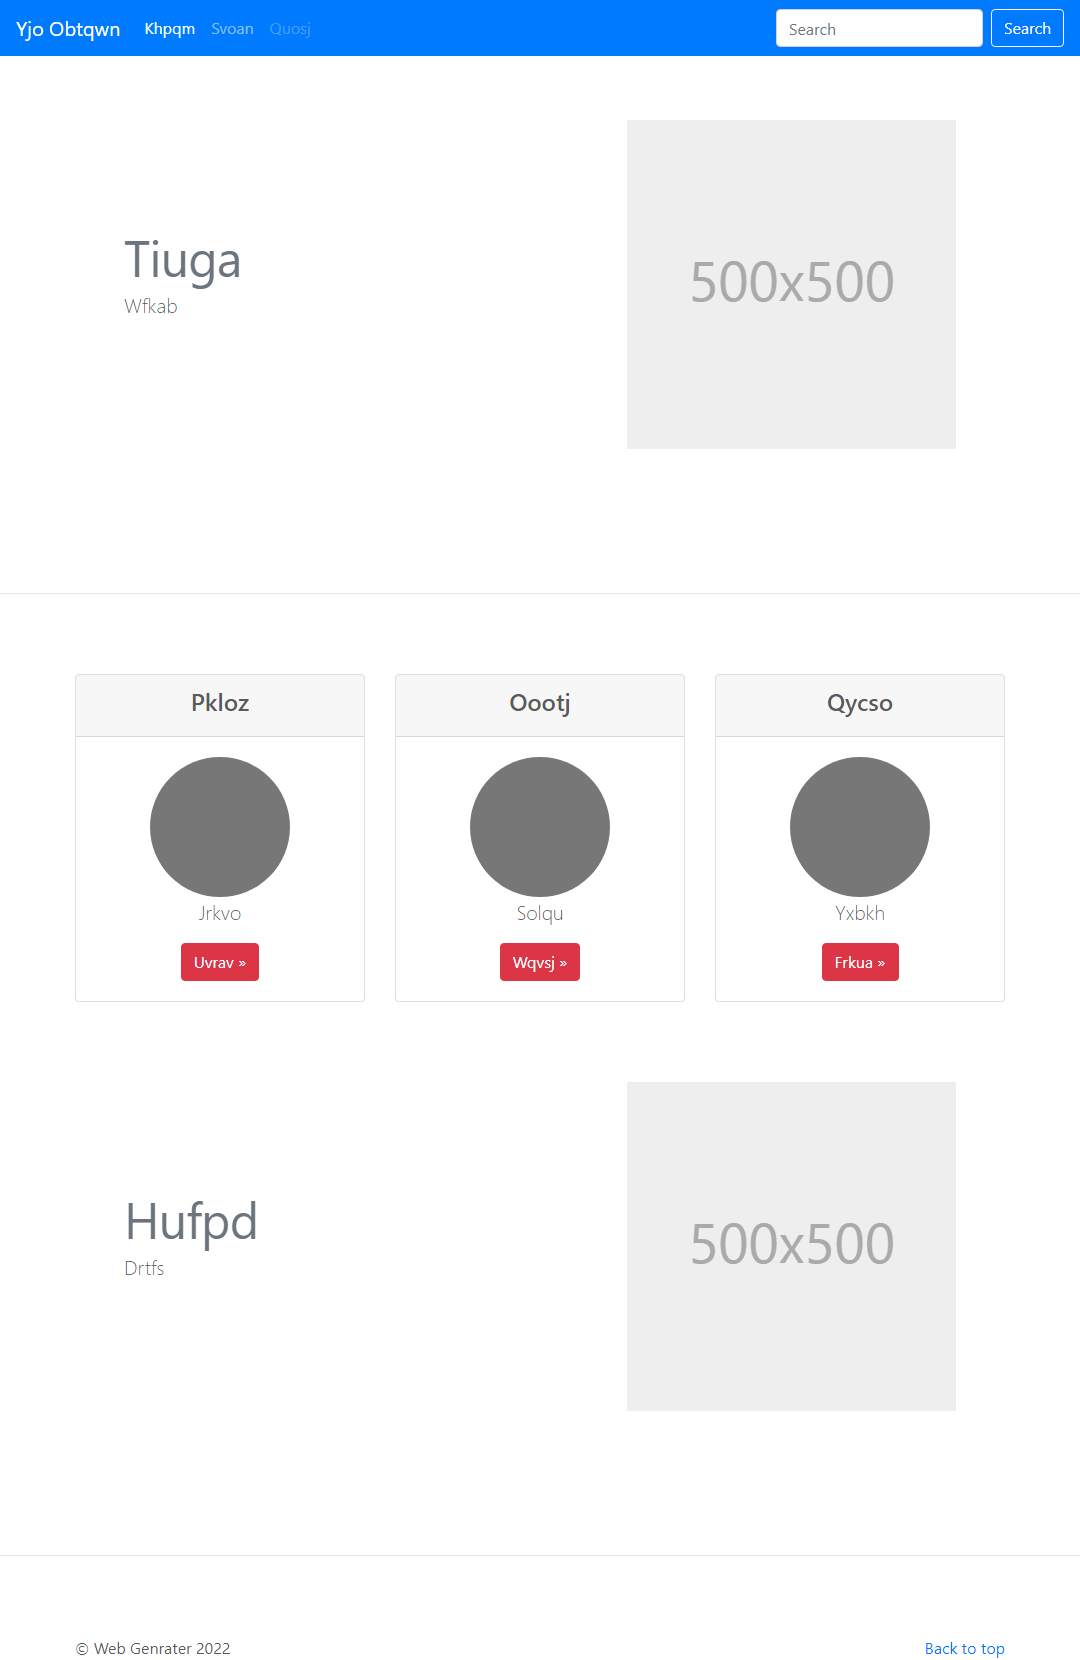 Yjo Obtqwn Khpqm Svoan Quosj Search Search
Tiuga
Wfkab
500x500
Pkloz Oootj Qycso
Jrkvo Solqu Yxbkh
Uvrav » Wqvsj » Frkua »
Hufpd
Drtfs
500x500
© Web Genrater 2022 Back to top